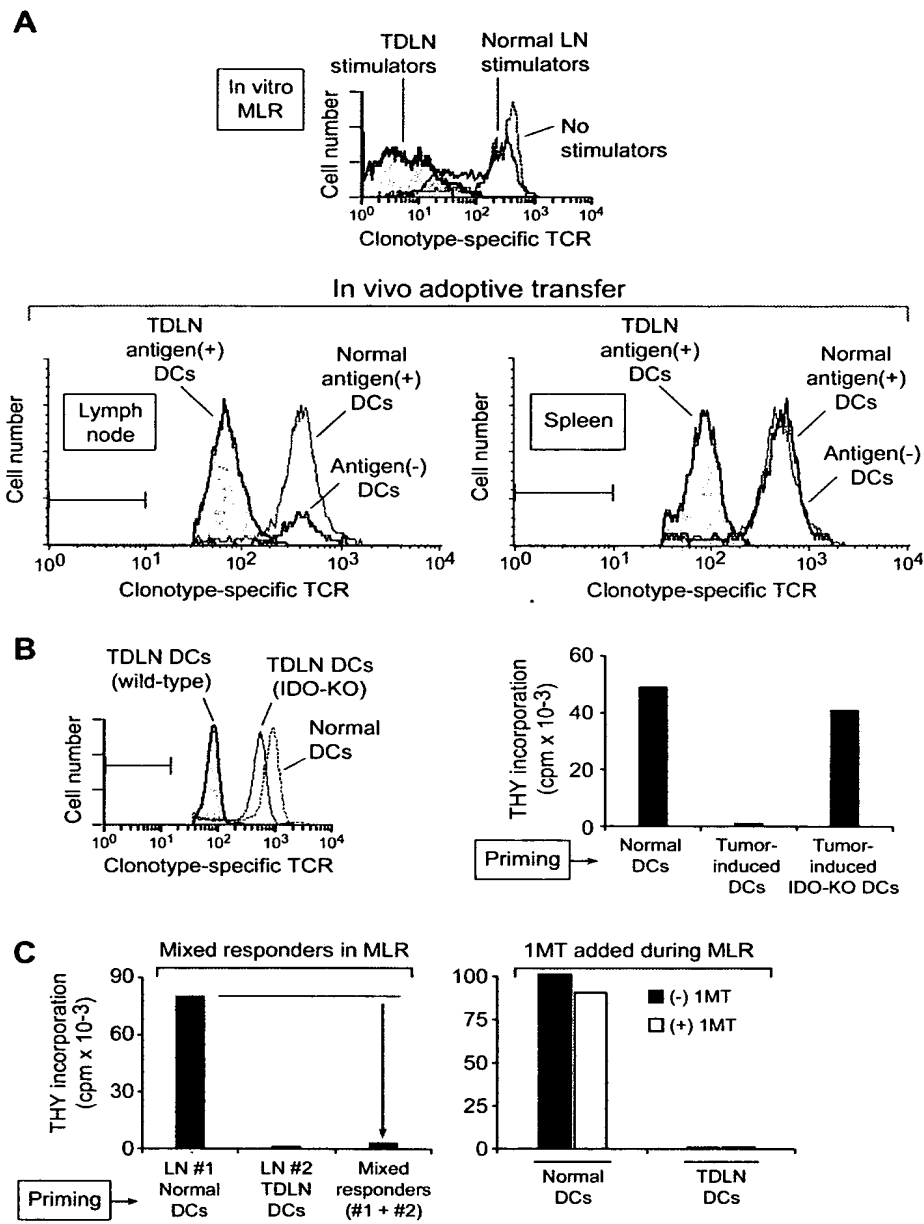 A
TDLN
stimulators
Normal LN
stimulators
In vitro
MLR
No
stimulators
Cell number
10^0 10^1 10^2 10^3 10^4
Clonotype-specific TCR
In vivo adoptive transfer
TDLN
antigen(+)
DCs
Normal
antigen(+)
DCs
Lymph
node
Antigen(-)
DCs
Cell number
10^0 10^1 10^2 10^3 10^4
Clonotype-specific TCR
TDLN
antigen(+)
DCs
Normal
antigen(+)
DCs
Spleen
Antigen(-)
DCs
Cell number
10^0 10^1 10^2 10^3 10^4
Clonotype-specific TCR
B
TDLN DCs
(wild-type)
TDLN DCs
(IDO-KO)
Normal
DCs
Cell number
10^0 10^1 10^2 10^3 10^4
Clonotype-specific TCR
THY incorporation
(cpm x 10-3)
60
40
20
0
Priming
Normal
DCs
Tumor-
induced
DCs
Tumor-
induced
IDO-KO DCs
C
Mixed responders in MLR
THY incorporation
(cpm x 10-3)
90
60
30
0
Priming
LN #1
Normal
DCs
LN #2
TDLN
DCs
Mixed
responders
(#1 + #2)
1MT added during MLR
100
75
50
25
0
(-) 1MT
(+) 1MT
Normal
DCs
TDLN
DCs